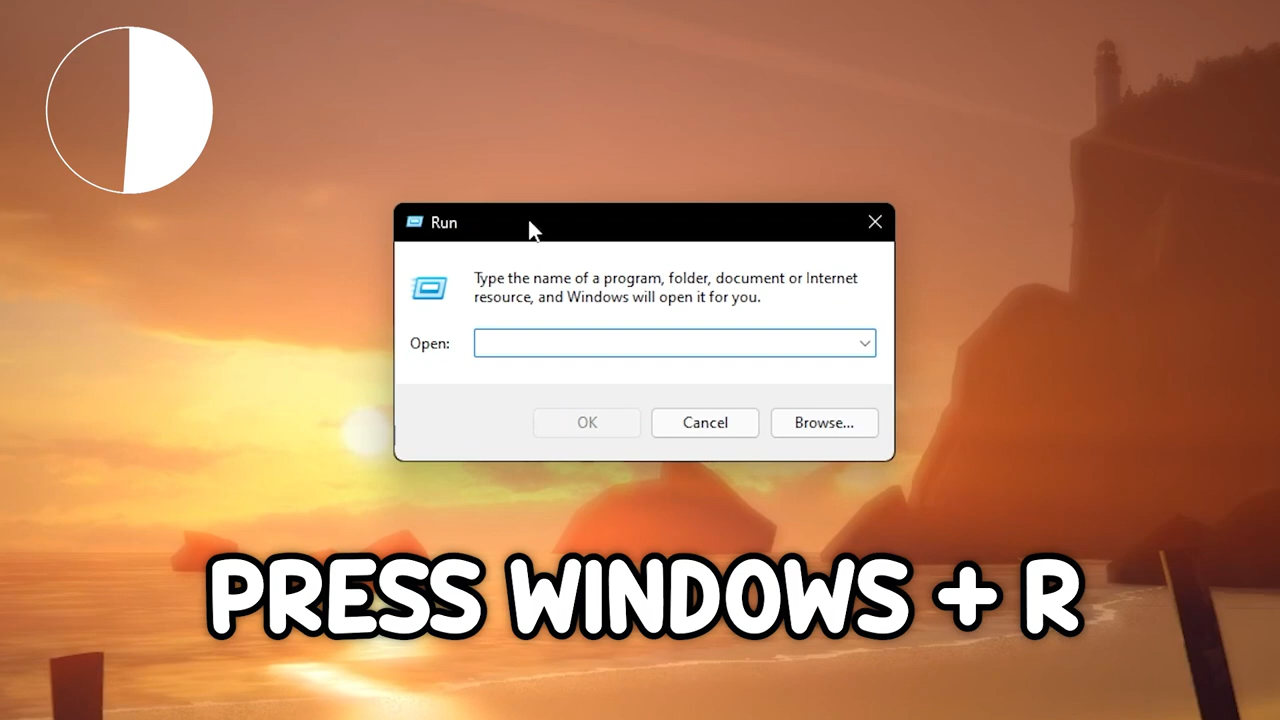 Run
Type the name of a program, folder, document or Internet
resource, and Windows will open it for you.
Open:
OK
Cancel
Browse...
PRESS WINDOWS + R